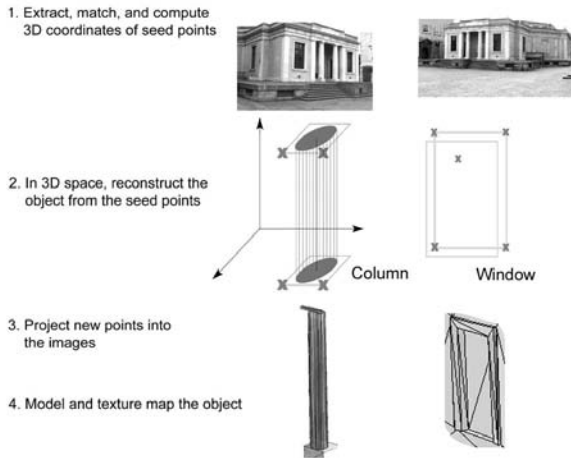 1. Extract, match, and compute
3D coordinates of seed points
2. In 3D space, reconstruct the
object from the seed points
Column
Window
3. Project new points into
the images
4. Model and texture map the object